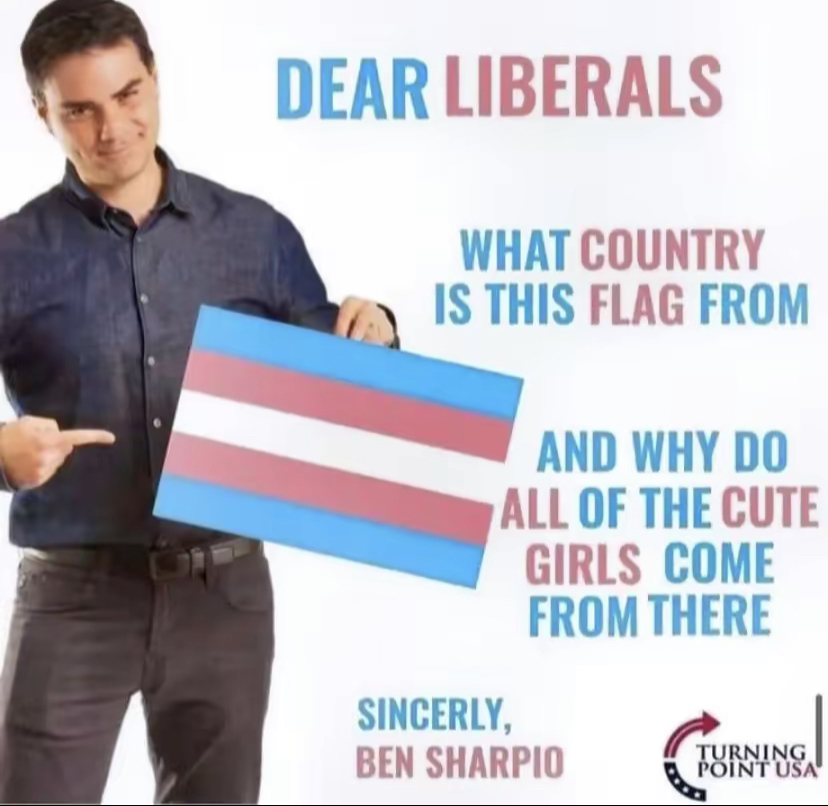 DEAR LIBERALS
WHAT COUNTRY
IS THIS FLAG FROM
AND WHY DO
ALL OF THE CUTE
GIRLS COME
FROM THERE
SINCERLY,
BEN SHARPIO
TURNING
POINT USA